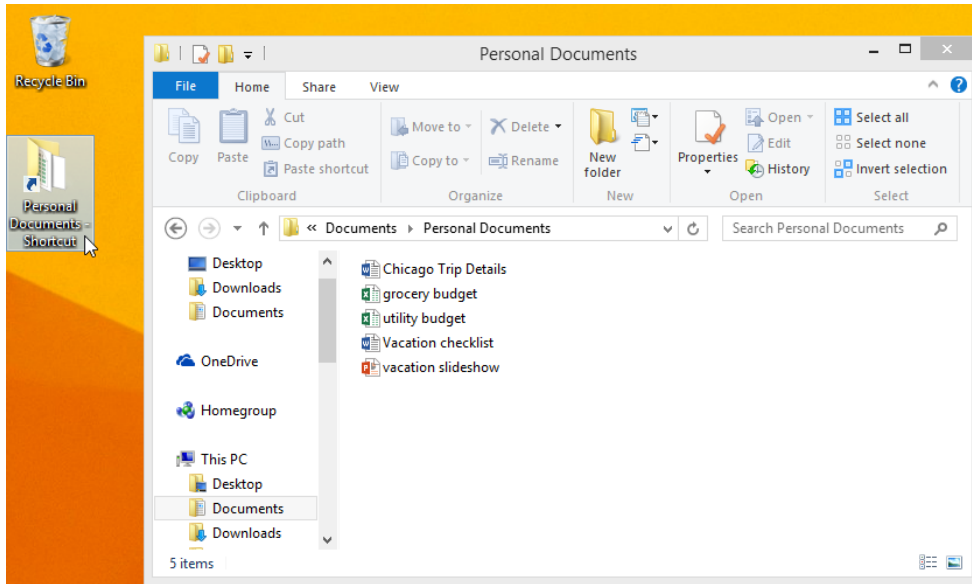 Recycle Bin
Personal
Documents -
Shortcut
Personal Documents
File Home Share View
Copy
Paste
Cut
Copy path
Paste shortcut
Clipboard
Move to
Copy to
Delete
Rename
Organize
New
folder
New
Properties
Open
Edit
History
Open
Select all
Select none
Invert selection
Select
« Documents Personal Documents
Search Personal Documents
Desktop
Downloads
Documents
OneDrive
Homegroup
This PC
Desktop
Documents
Downloads
Chicago Trip Details
grocery budget
utility budget
Vacation checklist
vacation slideshow
5 items